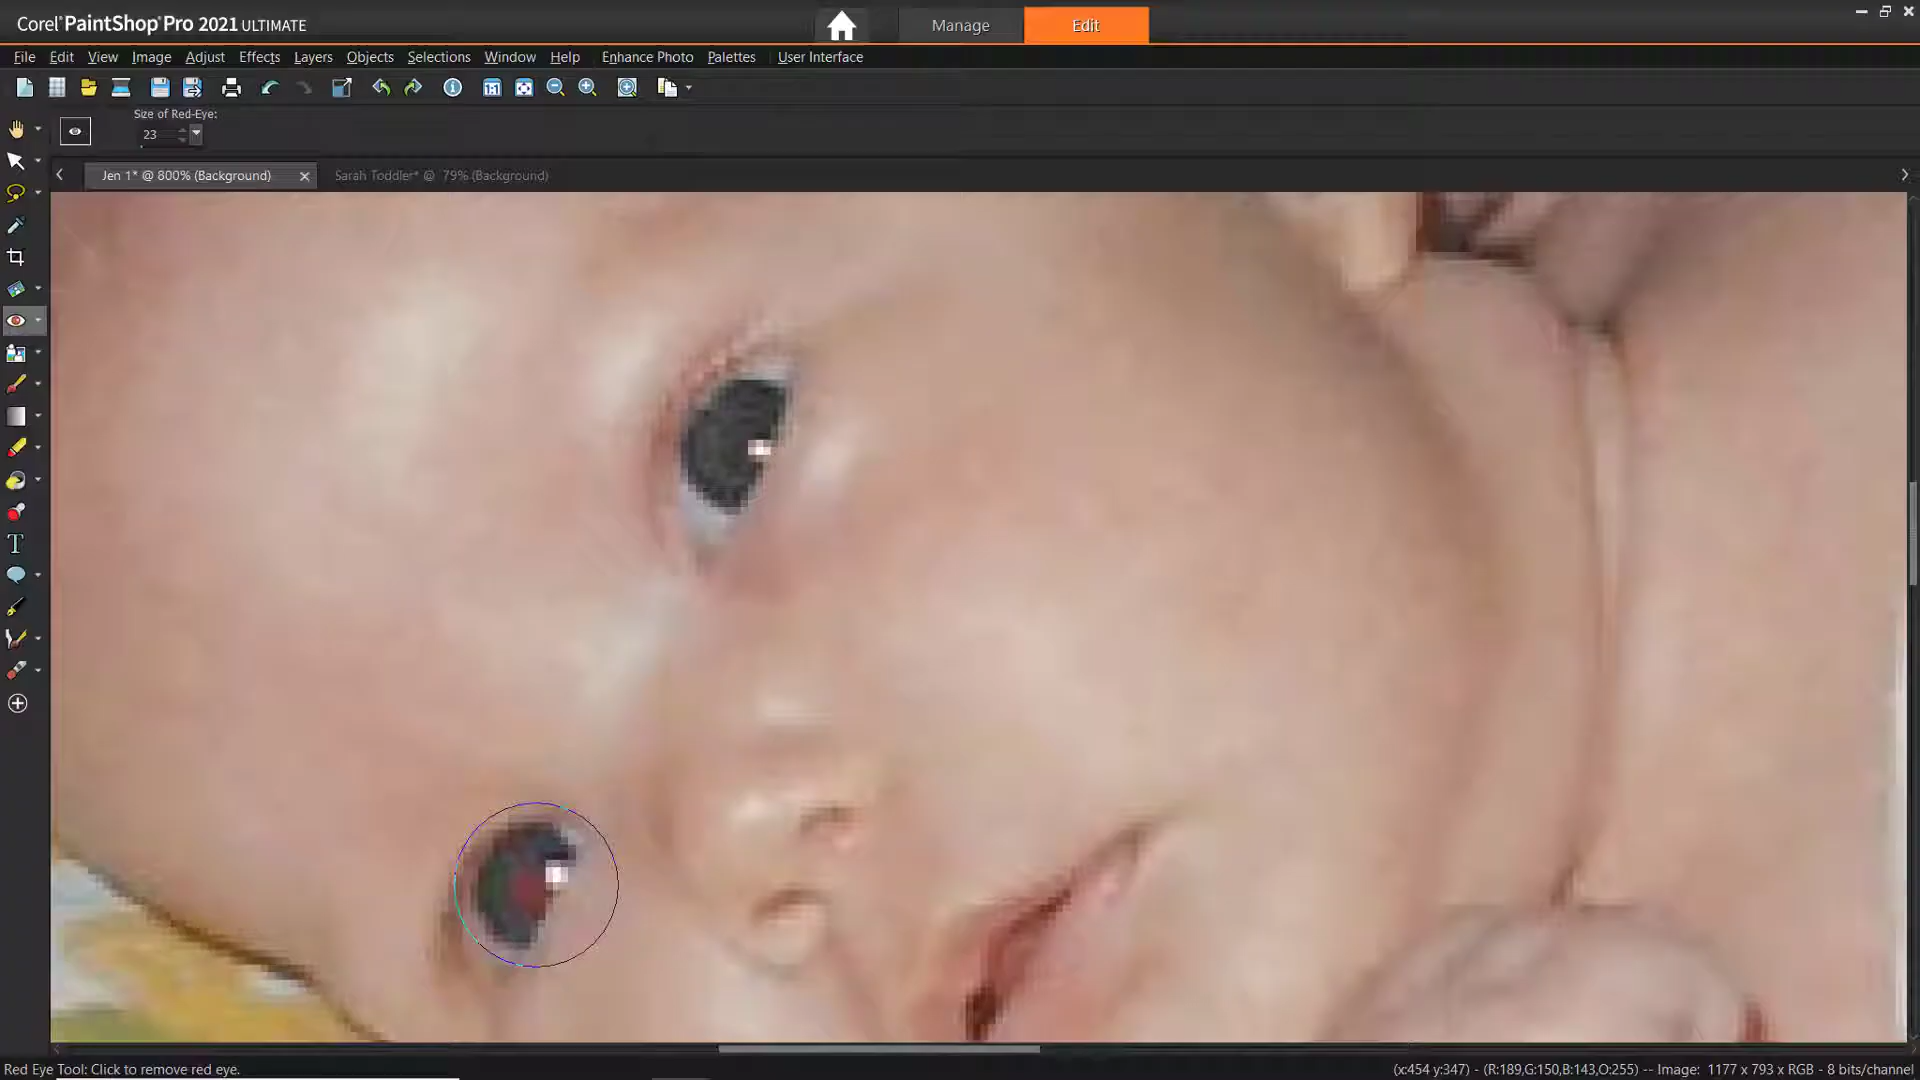 Corel PaintShop Pro 2021 ULTIMATE
Manage
Edit
File Edit View Image Adjust Effects Layers Objects Selections Window Help Enhance Photo Palettes User Interface
1:1
Size of Red-Eye:
23
Jen 1* @ 800% (Background)
Sarah Toddler* @ 79% (Background)
T
Red Eye Tool: Click to remove red eye.
(x:454 y:347) - (R:189,G:150,B:143,O:255) -- Image: 1177 x 793 x RGB - 8 bits/channel